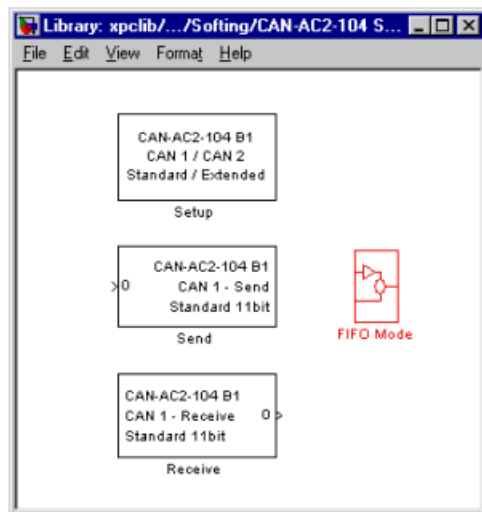 Library: xpclib/.../Softing/CAN-AC2-104 S...
File Edit View Format Help
CAN-AC2-104 B1
CAN 1 / CAN 2
Standard / Extended
Setup
>0
CAN-AC2-104 B1
CAN 1 - Send
Standard 11bit
Send
FIFO Mode
CAN-AC2-104 B1
CAN 1 - Receive 0 >
Standard 11bit
Receive